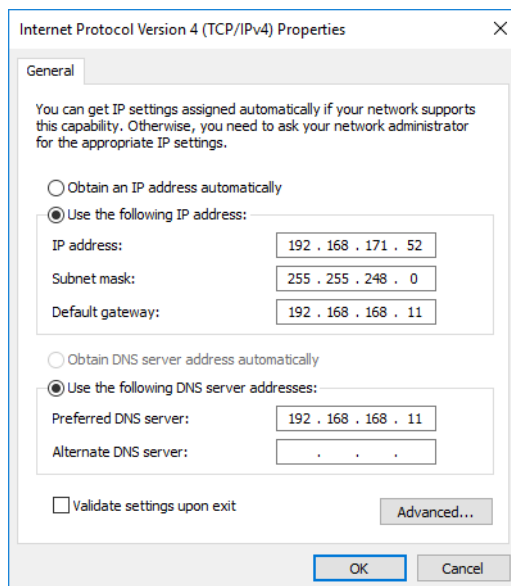 Internet Protocol Version 4 (TCP/IPv4) Properties
General
You can get IP settings assigned automatically if your network supports
this capability. Otherwise, you need to ask your network administrator
for the appropriate IP settings.
Obtain an IP address automatically
Use the following IP address:
IP address: 192 . 168 . 171 . 52
Subnet mask: 255 . 255 . 248 . 0
Default gateway: 192 . 168 . 168 . 11
Obtain DNS server address automatically
Use the following DNS server addresses:
Preferred DNS server: 192 . 168 . 168 . 11
Alternate DNS server: . . .
Validate settings upon exit
Advanced...
OK Cancel